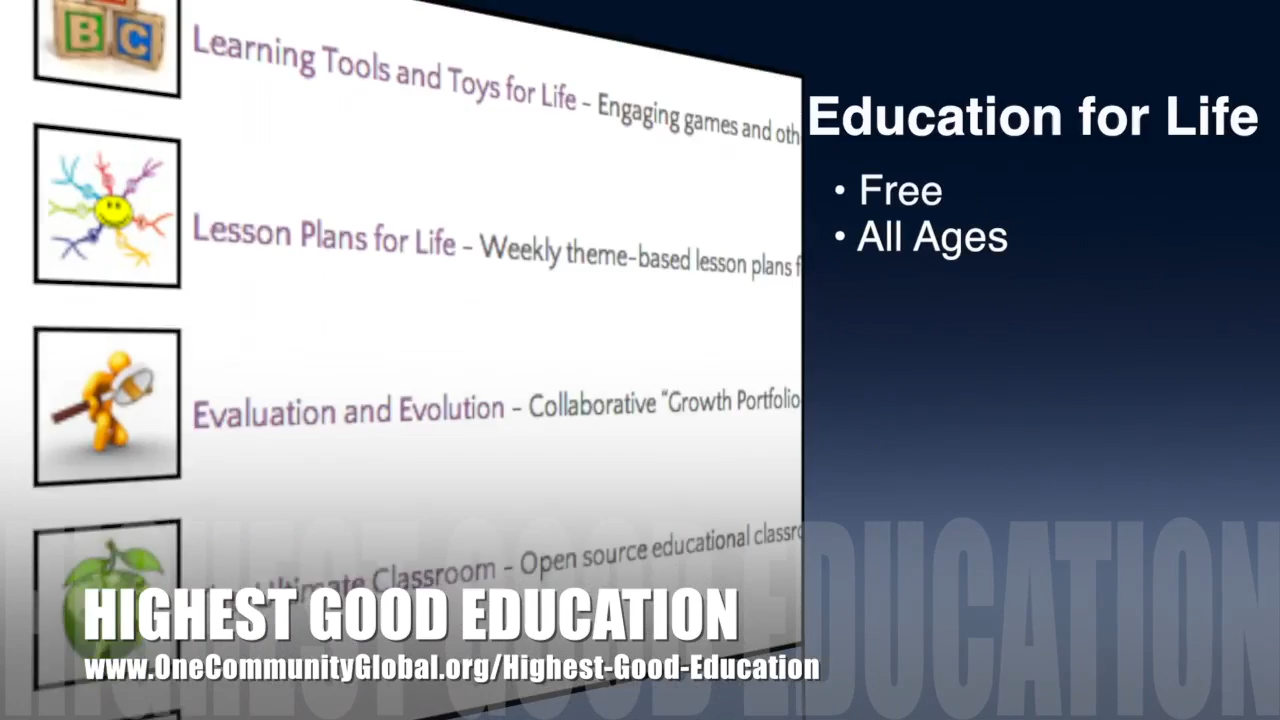 B C
Learning Tools and Toys for Life - Engaging games and oth
Lesson Plans for Life - Weekly theme-based lesson plans f
Evaluation and Evolution - Collaborative "Growth Portfolio
Ultimate Classroom - Open source educational classro
Education for Life
• Free
• All Ages
HIGHEST GOOD EDUCATION
HIGHEST GOOD EDUCATION
www.OneCommunityGlobal.org/Highest-Good-Education